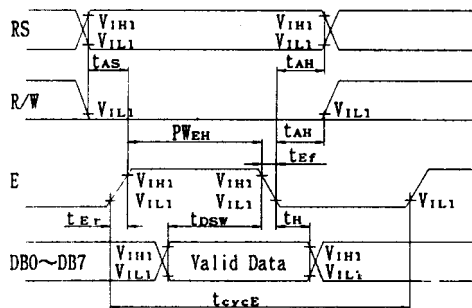 RS VIH1 VIH1
VIL1 VIL1
tAS tAH
R/W VIL1 VIL1
PWEH tAH
tEf
E VIH1 VIH1 VIL1
VIL1 VIL1
tEr tDSW tH
DB0~DB7 VIH1 Valid Data VIH1
VIL1 VIL1
tcycE